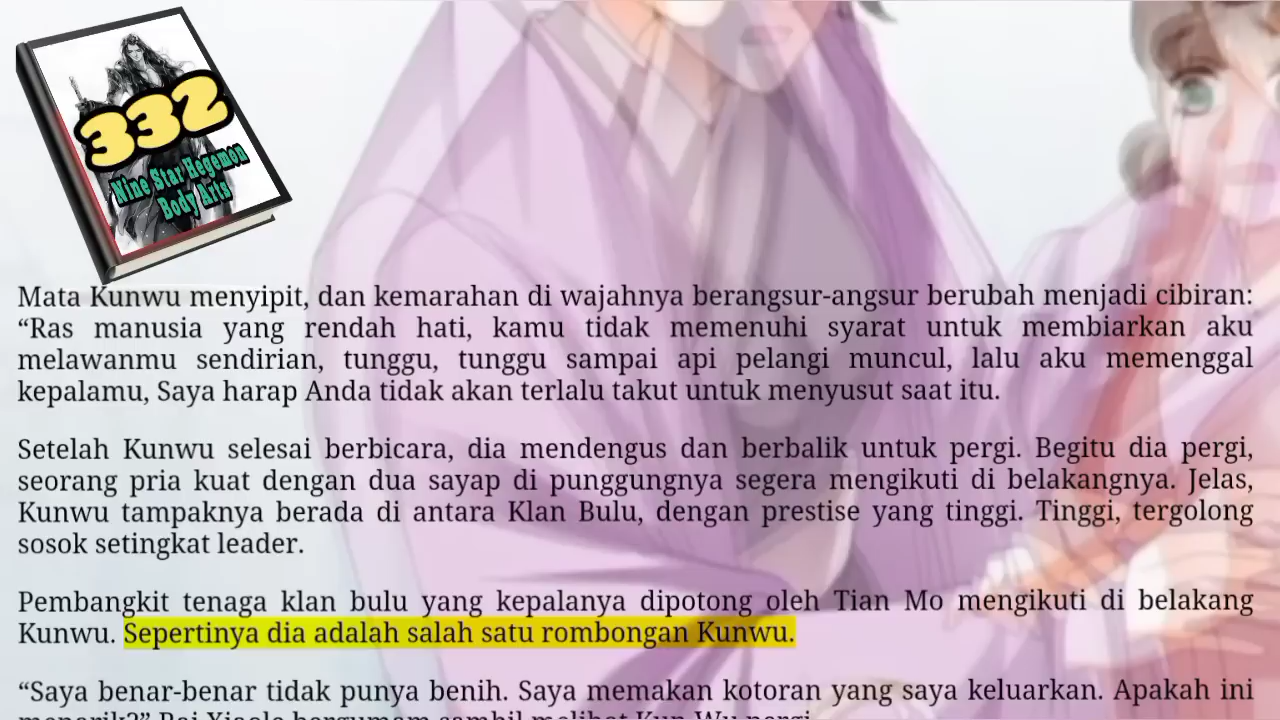 332
Nine Star Hegemon
Body Arts
Mata Kunwu menyipit, dan kemarahan di wajahnya berangsur-angsur berubah menjadi cibiran:
“Ras manusia yang rendah hati, kamu tidak memenuhi syarat untuk membiarkan aku
melawanmu sendirian, tunggu, tunggu sampai api pelangi muncul, lalu aku memenggal
kepalamu, Saya harap Anda tidak akan terlalu takut untuk menyusut saat itu.
Setelah Kunwu selesai berbicara, dia mendengus dan berbalik untuk pergi. Begitu dia pergi,
seorang pria kuat dengan dua sayap di punggungnya segera mengikuti di belakangnya. Jelas,
Kunwu tampaknya berada di antara Klan Bulu, dengan prestise yang tinggi. Tinggi, tergolong
sosok setingkat leader.
Pembangkit tenaga klan bulu yang kepalanya dipotong oleh Tian Mo mengikuti di belakang
Kunwu. Sepertinya dia adalah salah satu rombongan Kunwu.
“Saya benar-benar tidak punya benih. Saya memakan kotoran yang saya keluarkan. Apakah ini